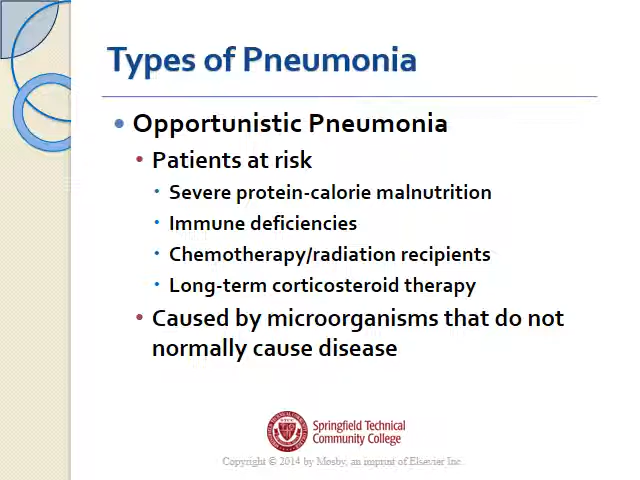 Types of Pneumonia
• Opportunistic Pneumonia
• Patients at risk
• Severe protein-calorie malnutrition
• Immune deficiencies
• Chemotherapy/radiation recipients
• Long-term corticosteroid therapy
• Caused by microorganisms that do not
normally cause disease
Springfield Technical
Community College
Copyright © 2014 by Mosby, an imprint of Elsevier Inc.